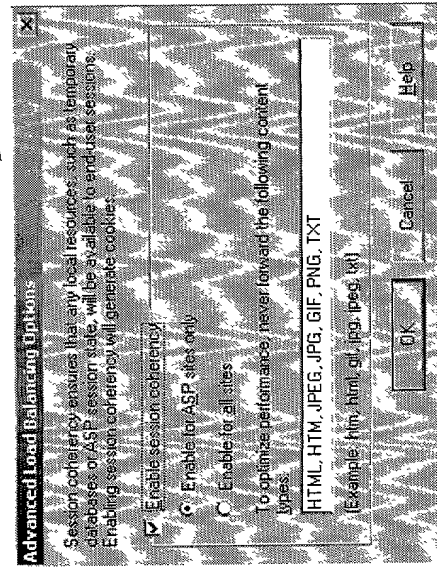 Advanced Load Balancing Options
Session coherency ensures that any local resources, such as temporary
databases or ASP session state, will be available to end-user sessions.
Enabling session coherency will generate cookies.
Enable session coherency
Enable for ASP sites only
Enable for all sites
To optimize performance, never forward the following content
types:
HTML, HTM, JPEG, JPG, GIF, PNG, TXT
(Example: htm, html, gif, jpg, jpeg, txt)
OK
Cancel
Help